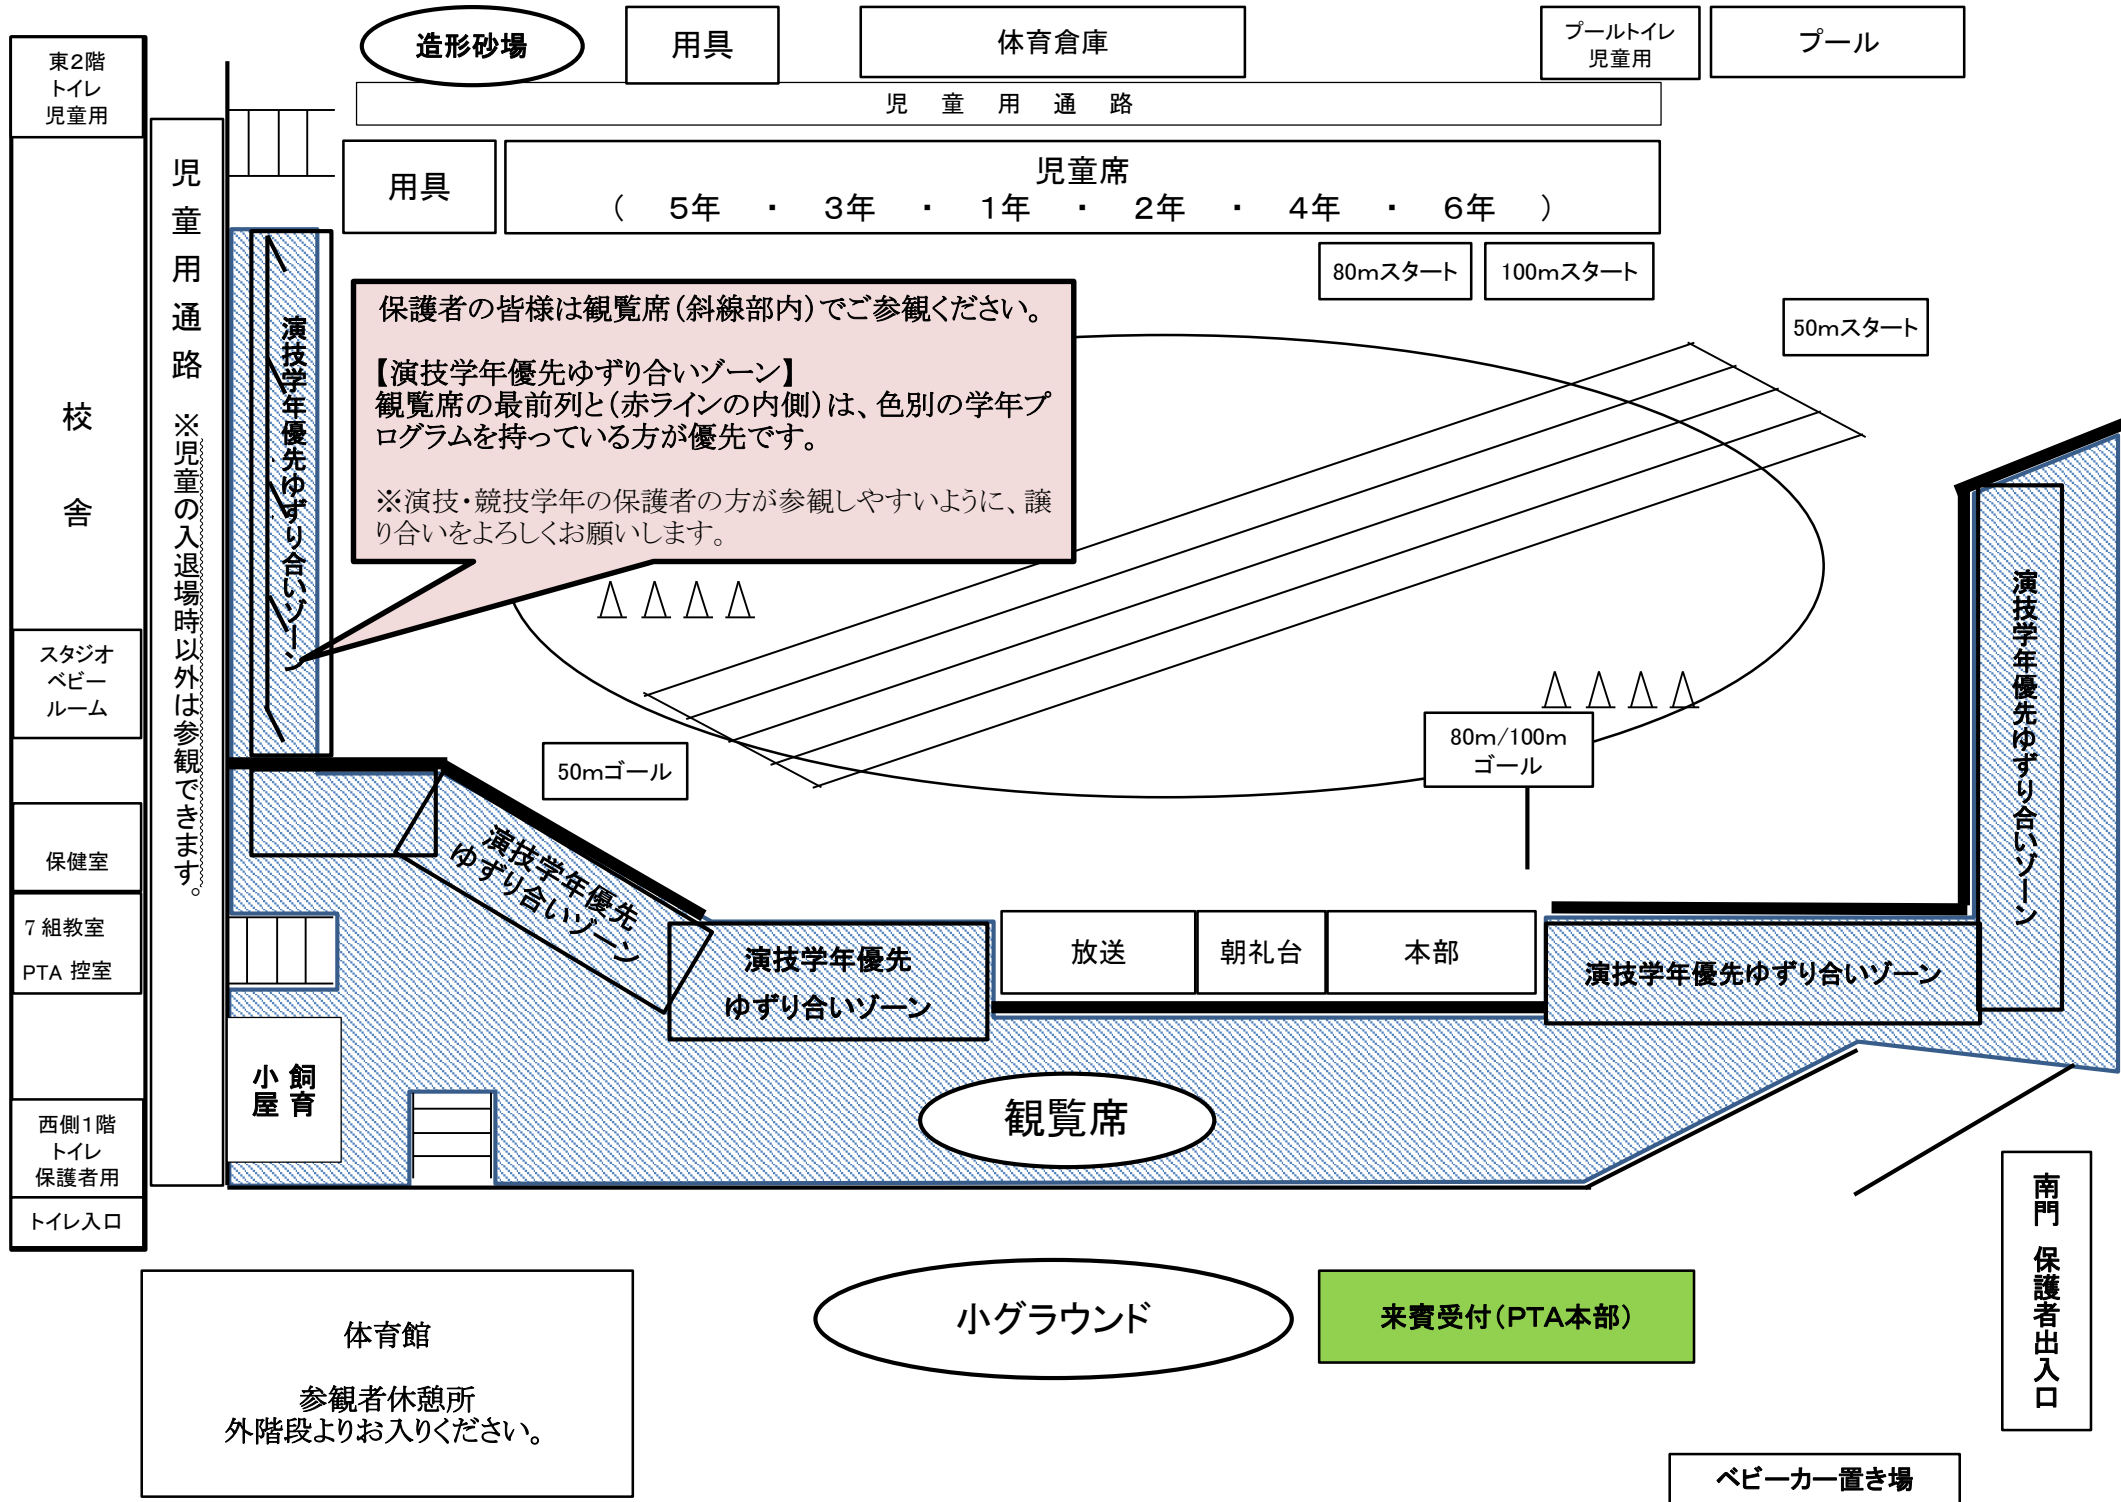 造形砂場
用具
体育倉庫
プールトイレ
児童用
プール
東2階
トイレ
児童用
児童用通路
用具
児童席
（ 5年 ・ 3年 ・ 1年 ・ 2年 ・ 4年 ・ 6年 ）
80mスタート
100mスタート
50mスタート
児童用通路 ※児童の入退場時以外は参観できます。
校舎
演技学年優先ゆずり合いゾーン
保護者の皆様は観覧席（斜線部内）でご参観ください。
【演技学年優先ゆずり合いゾーン】
観覧席の最前列と（赤ラインの内側）は、色別の学年プ
ログラムを持っている方が優先です。
※演技・競技学年の保護者の方が参観しやすいように、譲
り合いをよろしくお願いします。
スタジオ
ベビー
ルーム
50mゴール
80m/100m
ゴール
演技学年優先ゆずり合いゾーン
保健室
7組教室
PTA 控室
演技学年優先
ゆずり合いゾーン
演技学年優先
ゆずり合いゾーン
放送
朝礼台
本部
演技学年優先ゆずり合いゾーン
飼育
小屋
観覧席
西側1階
トイレ
保護者用
トイレ入口
南門 保護者出入口
体育館
参観者休憩所
外階段よりお入りください。
小グラウンド
来賓受付（PTA本部）
ベビーカー置き場